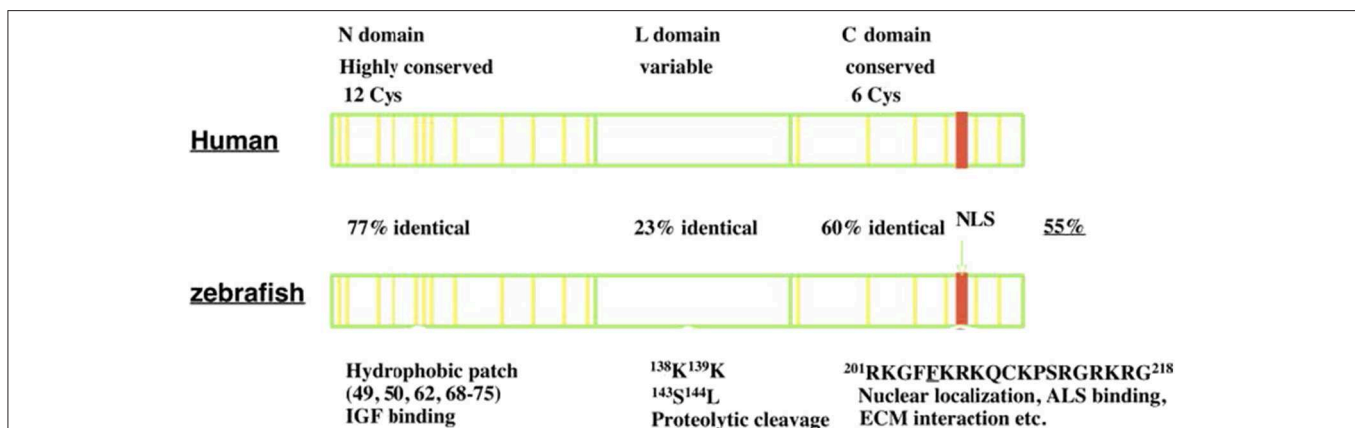 N domain
Highly conserved
12 Cys
L domain
variable
C domain
conserved
6 Cys
Human
77% identical
23% identical
60% identical
NLS
55%
zebrafish
Hydrophobic patch
(49, 50, 62, 68-75)
IGF binding
¹³⁸K¹³⁹K
¹⁴³S¹⁴⁴L
Proteolytic cleavage
²⁰¹RKGFFKRKQCKPSRGRKRG²¹⁸
Nuclear localization, ALS binding,
ECM interaction etc.